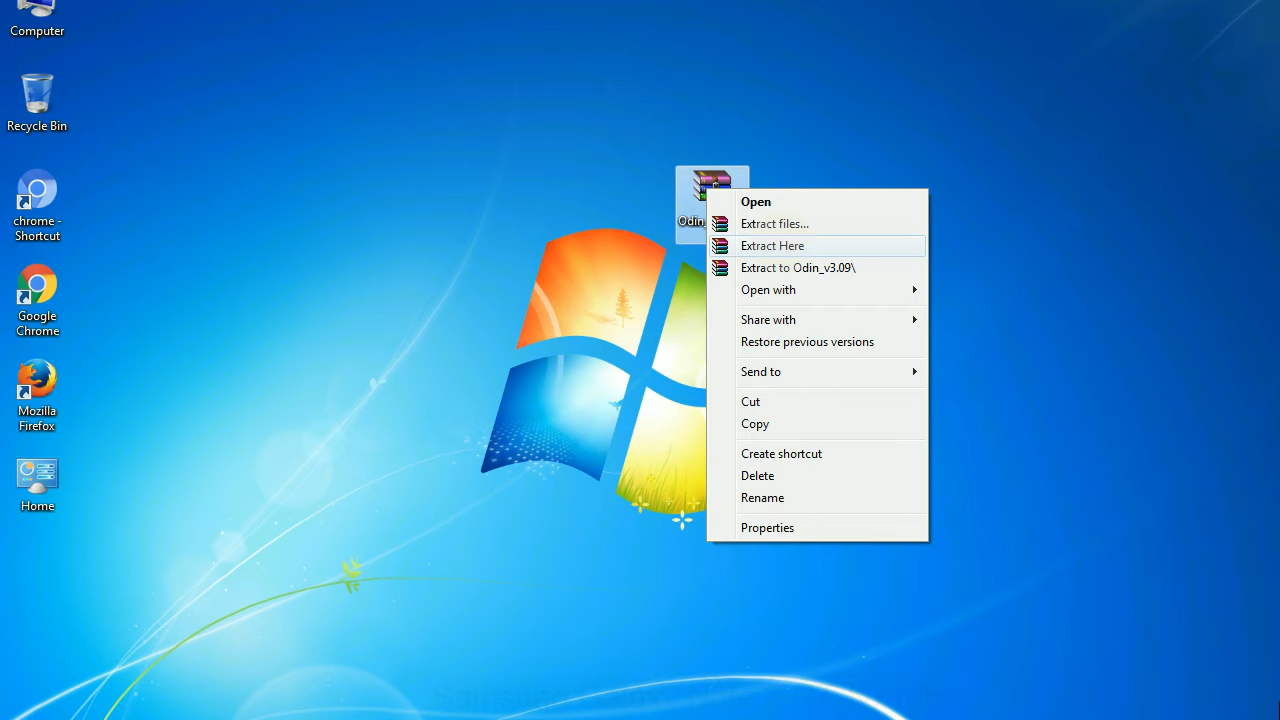 Computer
Recycle Bin
chrome -
Shortcut
Google
Chrome
Mozilla
Firefox
Home
Odin_
Open
Extract files...
Extract Here
Extract to Odin_v3.09\
Open with
Share with
Restore previous versions
Send to
Cut
Copy
Create shortcut
Delete
Rename
Properties